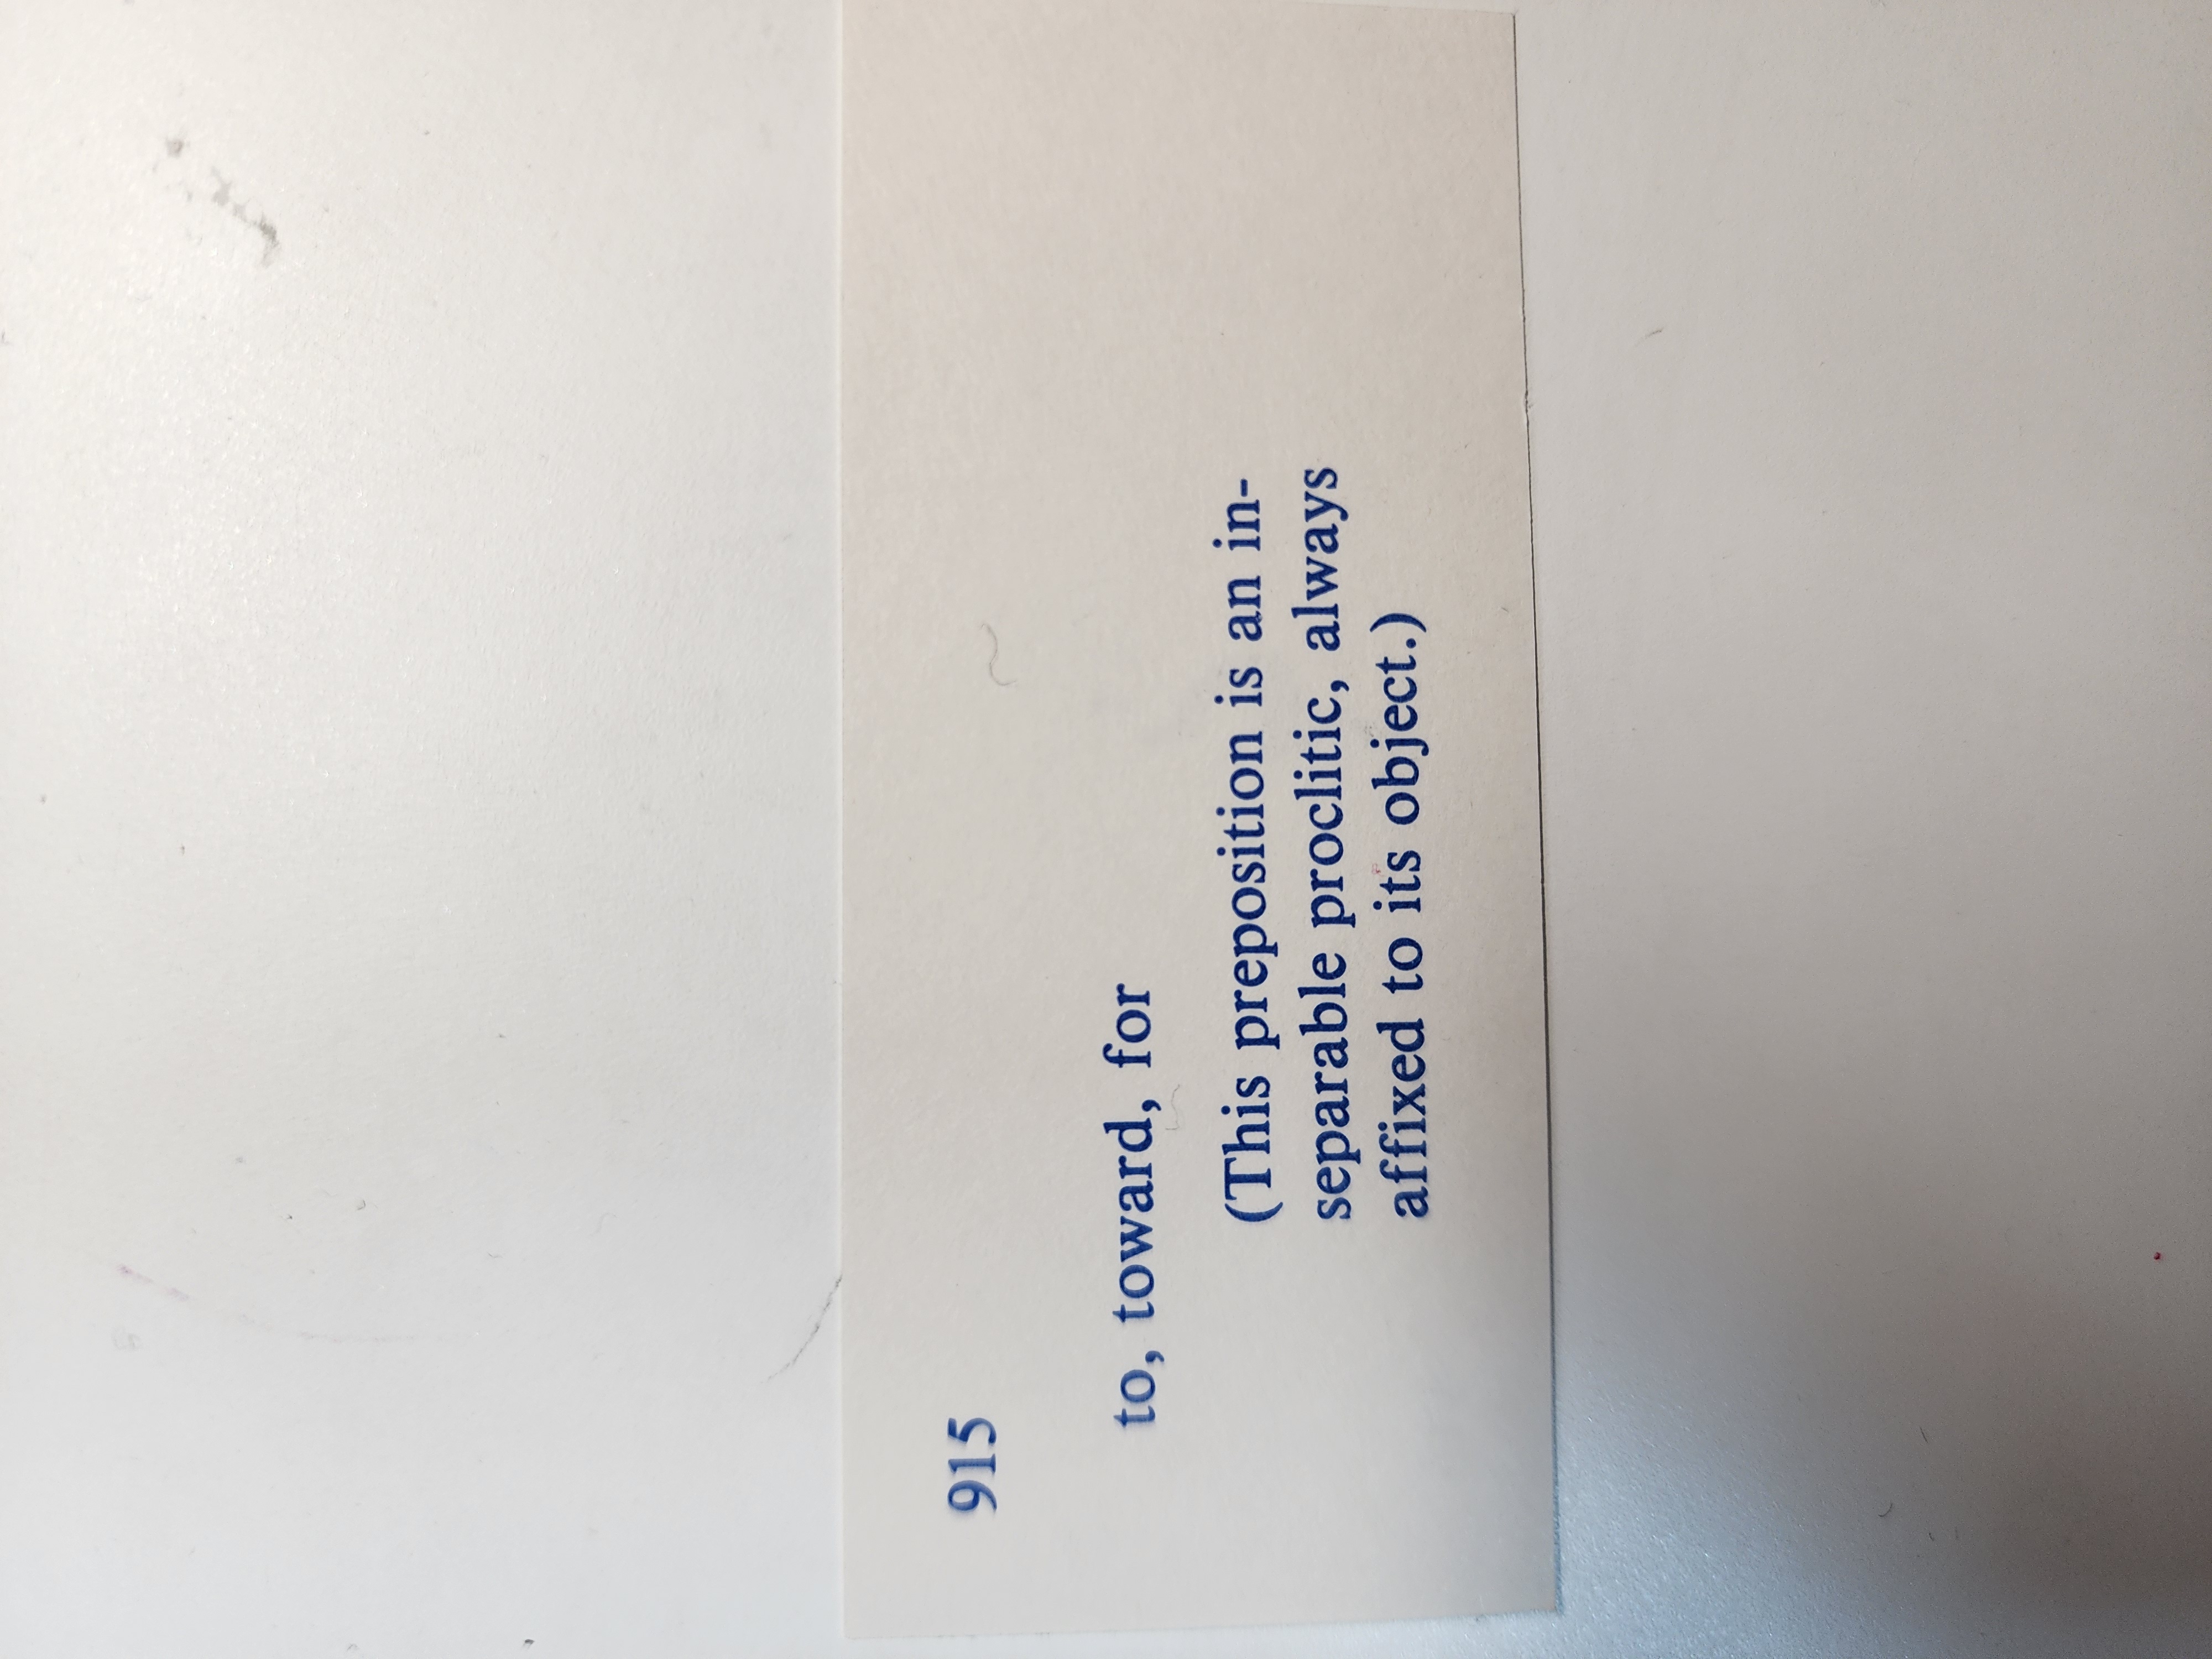 915
to, toward, for
(This preposition is an in-
separable proclitic, always
affixed to its object.)